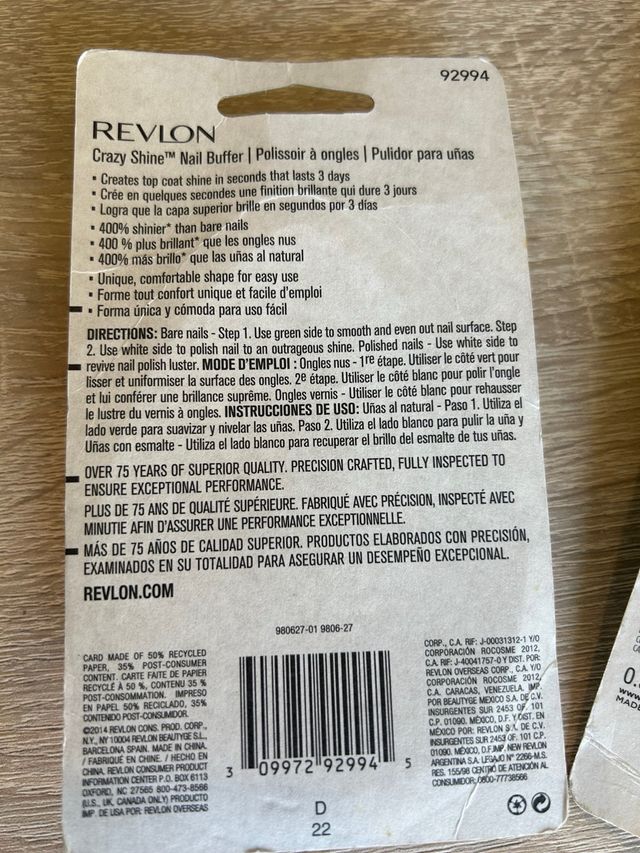 92994
REVLON
Crazy Shine™ Nail Buffer | Polissoir à ongles | Pulidor para uñas
• Creates top coat shine in seconds that lasts 3 days
• Crée en quelques secondes une finition brillante qui dure 3 jours
• Logra que la capa superior brille en segundos por 3 días
• 400% shinier* than bare nails
• 400 % plus brillant* que les ongles nus
• 400% más brillo* que las uñas al natural
• Unique, comfortable shape for easy use
• Forme tout confort unique et facile d'emploi
• Forma única y cómoda para uso fácil
DIRECTIONS: Bare nails - Step 1. Use green side to smooth and even out nail surface. Step
2. Use white side to polish nail to an outrageous shine. Polished nails - Use white side to
revive nail polish luster. MODE D'EMPLOI : Ongles nus - 1re étape. Utiliser le côté vert pour
lisser et uniformiser la surface des ongles. 2e étape. Utiliser le côté blanc pour polir l'ongle
et lui conférer une brillance suprême. Ongles vernis - Utiliser le côté blanc pour rehausser
le lustre du vernis à ongles. INSTRUCCIONES DE USO: Uñas al natural - Paso 1. Utiliza el
lado verde para suavizar y nivelar las uñas. Paso 2. Utiliza el lado blanco para pulir la uña y
Uñas con esmalte - Utiliza el lado blanco para recuperar el brillo del esmalte de tus uñas.
OVER 75 YEARS OF SUPERIOR QUALITY. PRECISION CRAFTED, FULLY INSPECTED TO
ENSURE EXCEPTIONAL PERFORMANCE.
PLUS DE 75 ANS DE QUALITÉ SUPÉRIEURE. FABRIQUÉ AVEC PRÉCISION, INSPECTÉ AVEC
MINUTIE AFIN D'ASSURER UNE PERFORMANCE EXCEPTIONNELLE.
MÁS DE 75 AÑOS DE CALIDAD SUPERIOR. PRODUCTOS ELABORADOS CON PRECISIÓN,
EXAMINADOS EN SU TOTALIDAD PARA ASEGURAR UN DESEMPEÑO EXCEPCIONAL.
REVLON.COM
980627-01 9806-27
CARD MADE OF 50% RECYCLED
PAPER, 35% POST-CONSUMER
CONTENT. CARTE FAITE DE PAPIER
RECYCLÉ À 50 %, CONTENU 35 %
POST-CONSOMMATION. IMPRESO
EN PAPEL 50% RECICLADO, 35%
CONTENIDO POST-CONSUMIDOR.
©2014 REVLON CONS. PROD. CORP.,
N.Y., NY 10004 REVLON BEAUTYGE S.L.,
BARCELONA SPAIN. MADE IN CHINA.
/ FABRIQUÉ EN CHINE. / HECHO EN
CHINA. REVLON CONSUMER PRODUCT
INFORMATION CENTER P.O. BOX 6113
OXFORD, NC 27565 800-473-8566
(U.S., UK, CANADA ONLY) PRODUCTO
IMP. DE USA POR: REVLON OVERSEAS
3 09972 92994 5
D
22
CORP., C.A. RIF: J-00031312-1 Y/O
CORPORACIÓN ROCOSME 2012,
C.A. RIF: J-40041757-0 Y DIST. POR:
REVLON OVERSEAS CORP., C.A. Y/O
CORPORACIÓN ROCOSME 2012,
C.A. CARACAS, VENEZUELA. IMP.
POR BEAUTYGE MEXICO S.A. DE C.V.
INSURGENTES SUR 2453 OF. 101
C.P. 01090. MÉXICO, D.F. Y DIST. EN
MÉXICO POR: REVLON S.A. DE C.V.
INSURGENTES SUR 2453 OF. 101 C.P.
01090. MÉXICO, D.F. IMP. NEW REVLON
ARGENTINA S.A. LEGAJO Nº 2266-M.S.
RES. 155/98 CENTRO DE ATENCIÓN AL
CONSUMIDOR: 0800-77738566
0.
www.
MADE